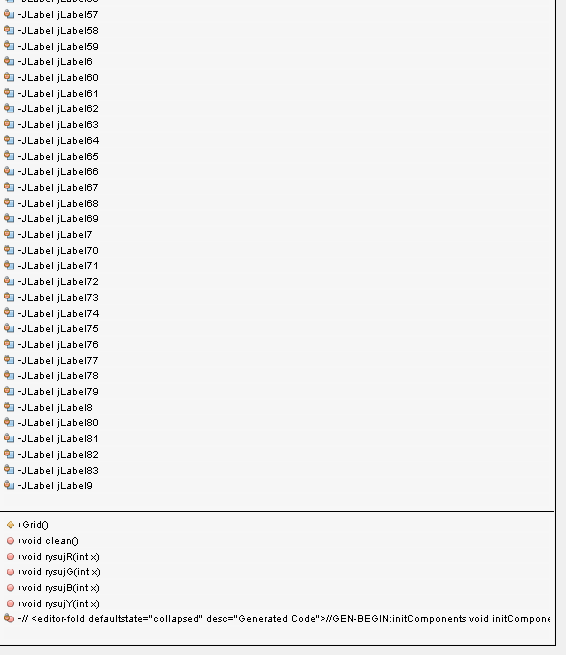 -JLabel jLabel57
-JLabel jLabel58
-JLabel jLabel59
-JLabel jLabel6
-JLabel jLabel60
-JLabel jLabel61
-JLabel jLabel62
-JLabel jLabel63
-JLabel jLabel64
-JLabel jLabel65
-JLabel jLabel66
-JLabel jLabel67
-JLabel jLabel68
-JLabel jLabel69
-JLabel jLabel7
-JLabel jLabel70
-JLabel jLabel71
-JLabel jLabel72
-JLabel jLabel73
-JLabel jLabel74
-JLabel jLabel75
-JLabel jLabel76
-JLabel jLabel77
-JLabel jLabel78
-JLabel jLabel79
-JLabel jLabel8
-JLabel jLabel80
-JLabel jLabel81
-JLabel jLabel82
-JLabel jLabel83
-JLabel jLabel9
+Grid()
+void clean()
+void rysujR(int x)
+void rysujG(int x)
+void rysujB(int x)
+void rysujY(int x)
-// <editor-fold defaultstate="collapsed" desc="Generated Code">//GEN-BEGIN:initComponents void initCompone